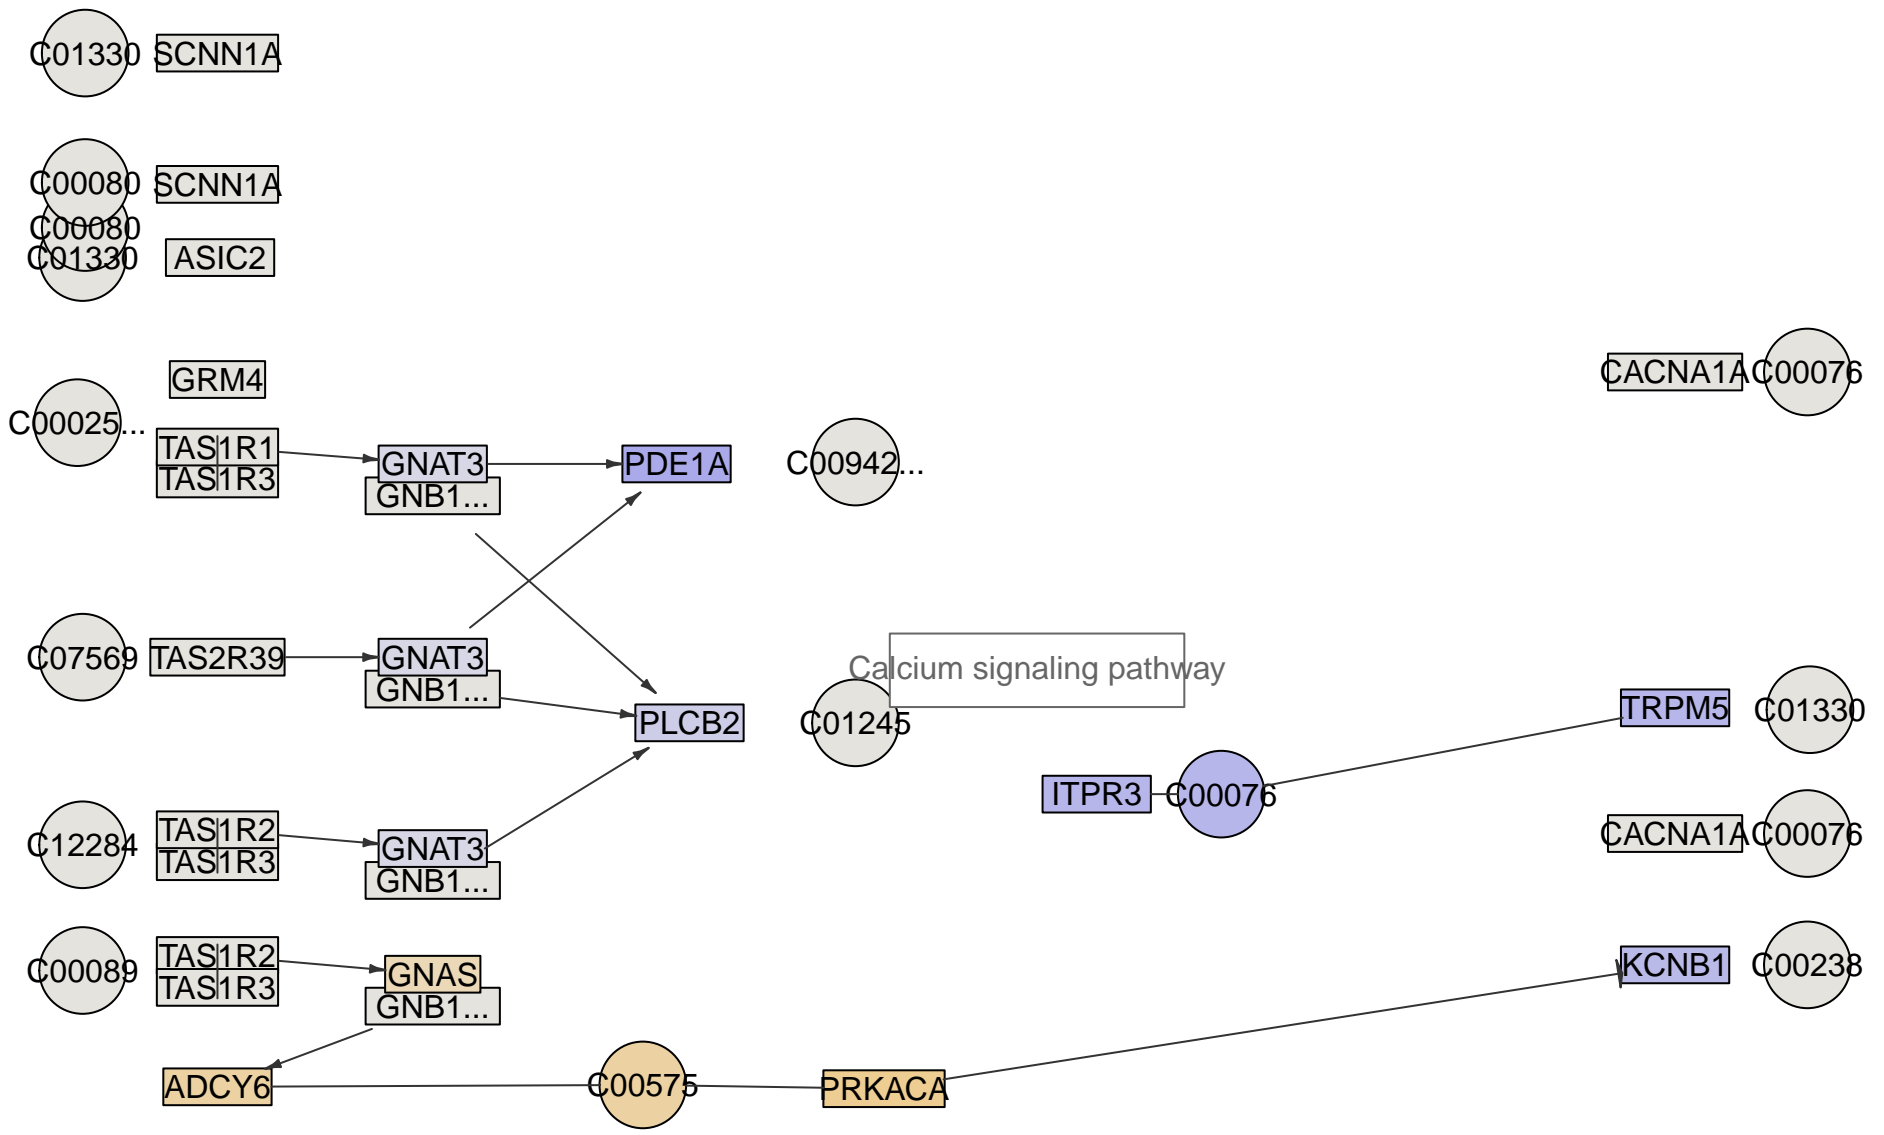 C01330 SCNN1A
C00080 SCNN1A
C00080
C01330 ASIC2
GRM4
CACNA1A C00076
C00025...
TAS1R1
GNAT3 PDE1A C00942...
TAS1R3
GNB1...
C07569 TAS2R39 GNAT3
Calcium signaling pathway
GNB1...
PLCB2 C01245
TRPM5 C01330
ITPR3 C00076
TAS1R2
CACNA1A C00076
C12284
GNAT3
TAS1R3
GNB1...
TAS1R2
KCNB1 C00238
C00089
GNAS
TAS1R3
GNB1...
ADCY6 C00575 PRKACA